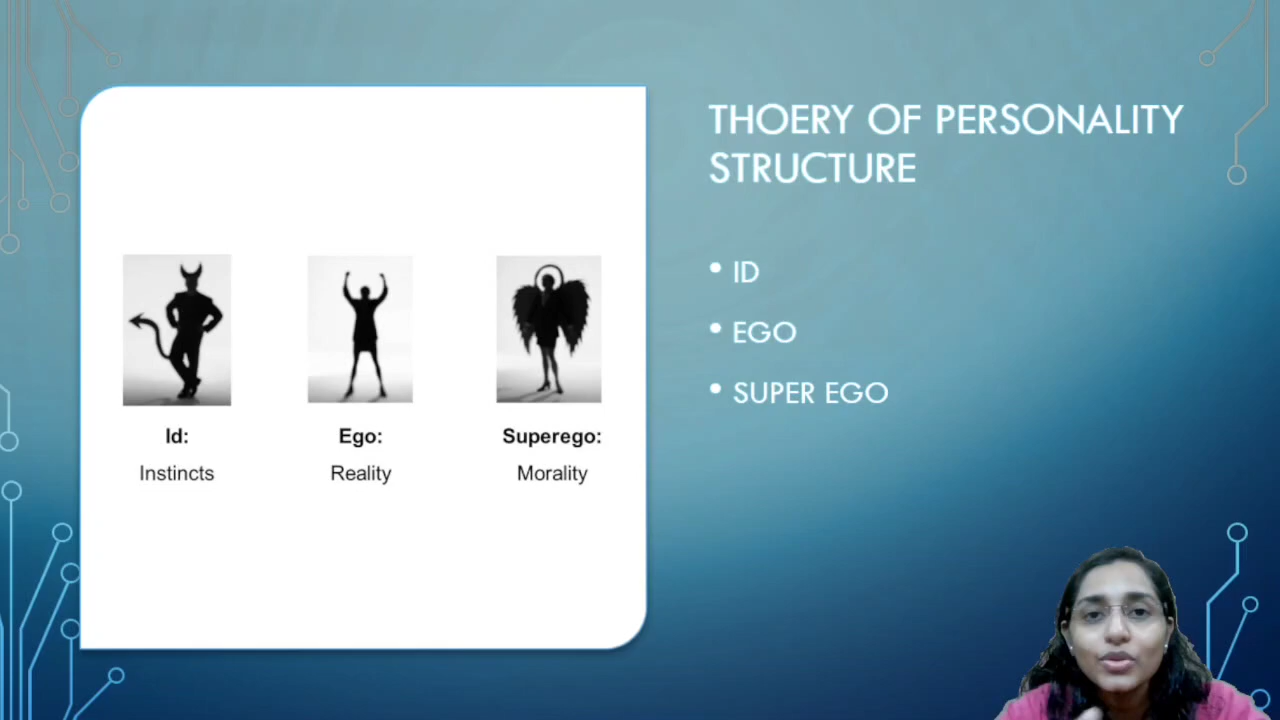 THOERY OF PERSONALITY
STRUCTURE
• ID
• EGO
• SUPER EGO
Id:
Instincts
Ego:
Reality
Superego:
Morality